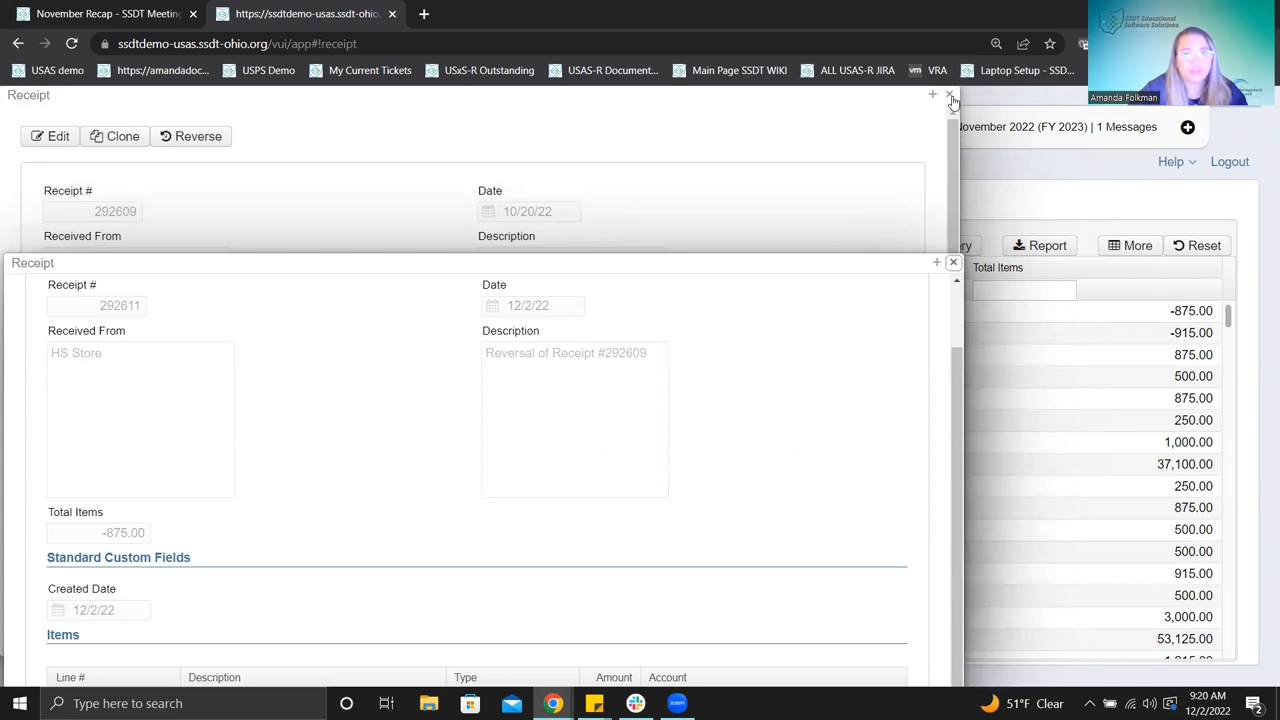 November Recap - SSDT Meeting
https://ssdtdemo-usas.ssdt-ohio.
ssdtdemo-usas.ssdt-ohio.org/vui/app#!receipt
USAS demo
https://amandadoc...
USPS Demo
My Current Tickets
USxS-R Outstanding
USAS-R Document...
Main Page SSDT WIKI
ALL USAS-R JIRA
VRA
Laptop Setup - SSD...
SSDT Educational
Software Solutions
Amanda Folkman
Receipt
Edit
Clone
Reverse
November 2022 (FY 2023) | 1 Messages
Help
Logout
Receipt #
292609
Date
10/20/22
Received From
Description
Report
More
Reset
Total Items
-875.00
-915.00
875.00
500.00
875.00
250.00
1,000.00
37,100.00
250.00
875.00
500.00
500.00
915.00
500.00
3,000.00
53,125.00
Receipt
Receipt #
292611
Date
12/2/22
Received From
HS Store
Description
Reversal of Receipt #292609
Total Items
-875.00
Standard Custom Fields
Created Date
12/2/22
Items
Line #
Description
Type
Amount
Account
Type here to search
51°F Clear
9:20 AM
12/2/2022
2